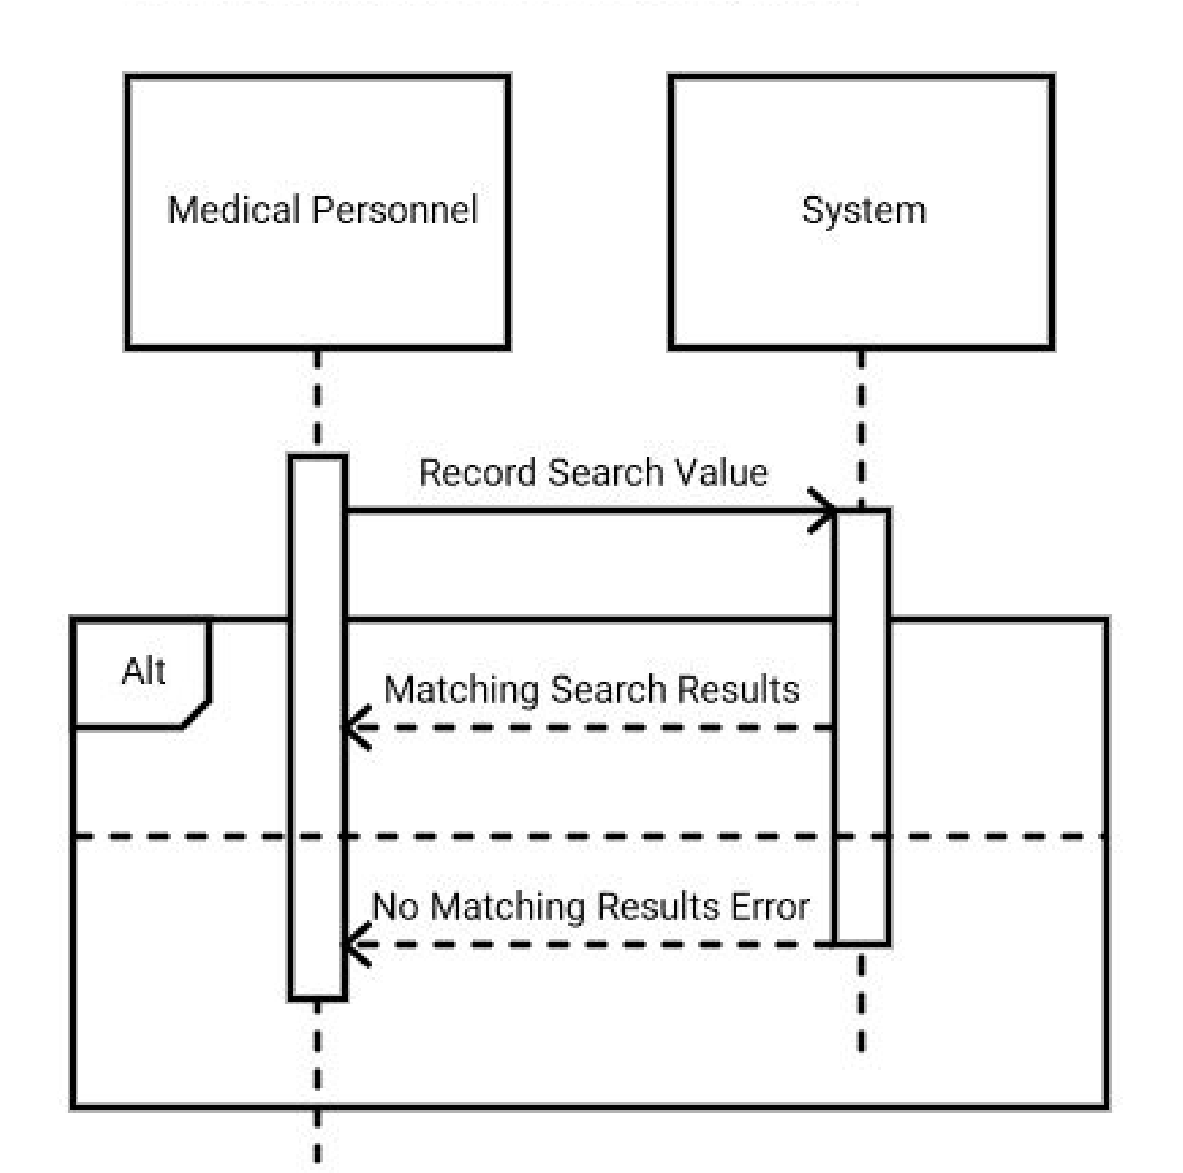 Medical Personnel
System
Record Search Value
Alt
Matching Search Results
No Matching Results Error